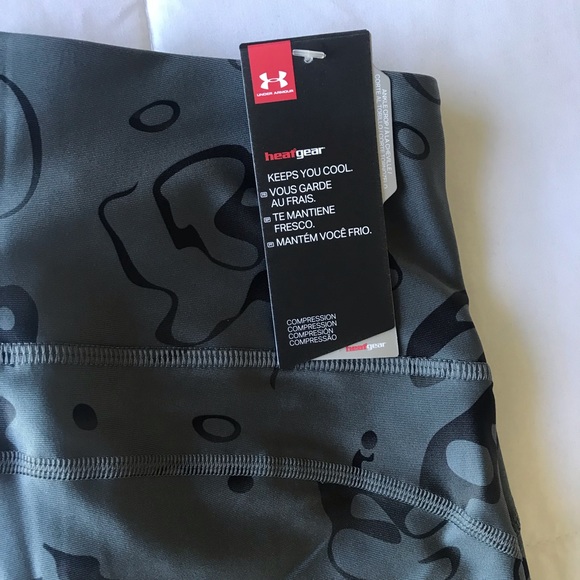 UNDER ARMOUR
heatgear
KEEPS YOU COOL.
VOUS GARDE
AU FRAIS.
TE MANTIENE
FRESCO.
MANTÉM VOCÊ FRIO.
COMPRESSION
COMPRESSION
COMPRESIÓN
COMPRESSÃO
heatgear